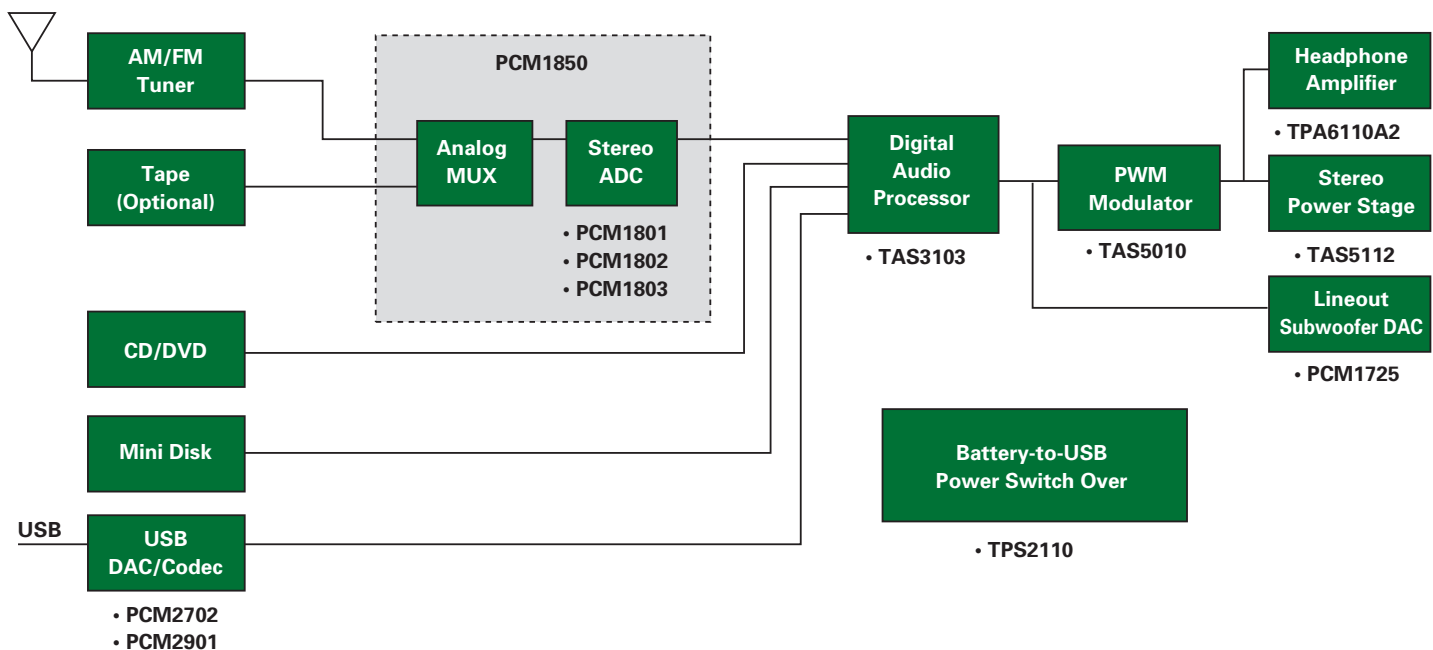 AM/FM
Tuner
Tape
(Optional)
PCM1850
Analog
MUX
Stereo
ADC
• PCM1801
• PCM1802
• PCM1803
CD/DVD
Mini Disk
USB
USB
DAC/Codec
• PCM2702
• PCM2901
Digital
Audio
Processor
• TAS3103
PWM
Modulator
• TAS5010
Headphone
Amplifier
• TPA6110A2
Stereo
Power Stage
• TAS5112
Lineout
Subwoofer DAC
• PCM1725
Battery-to-USB
Power Switch Over
• TPS2110